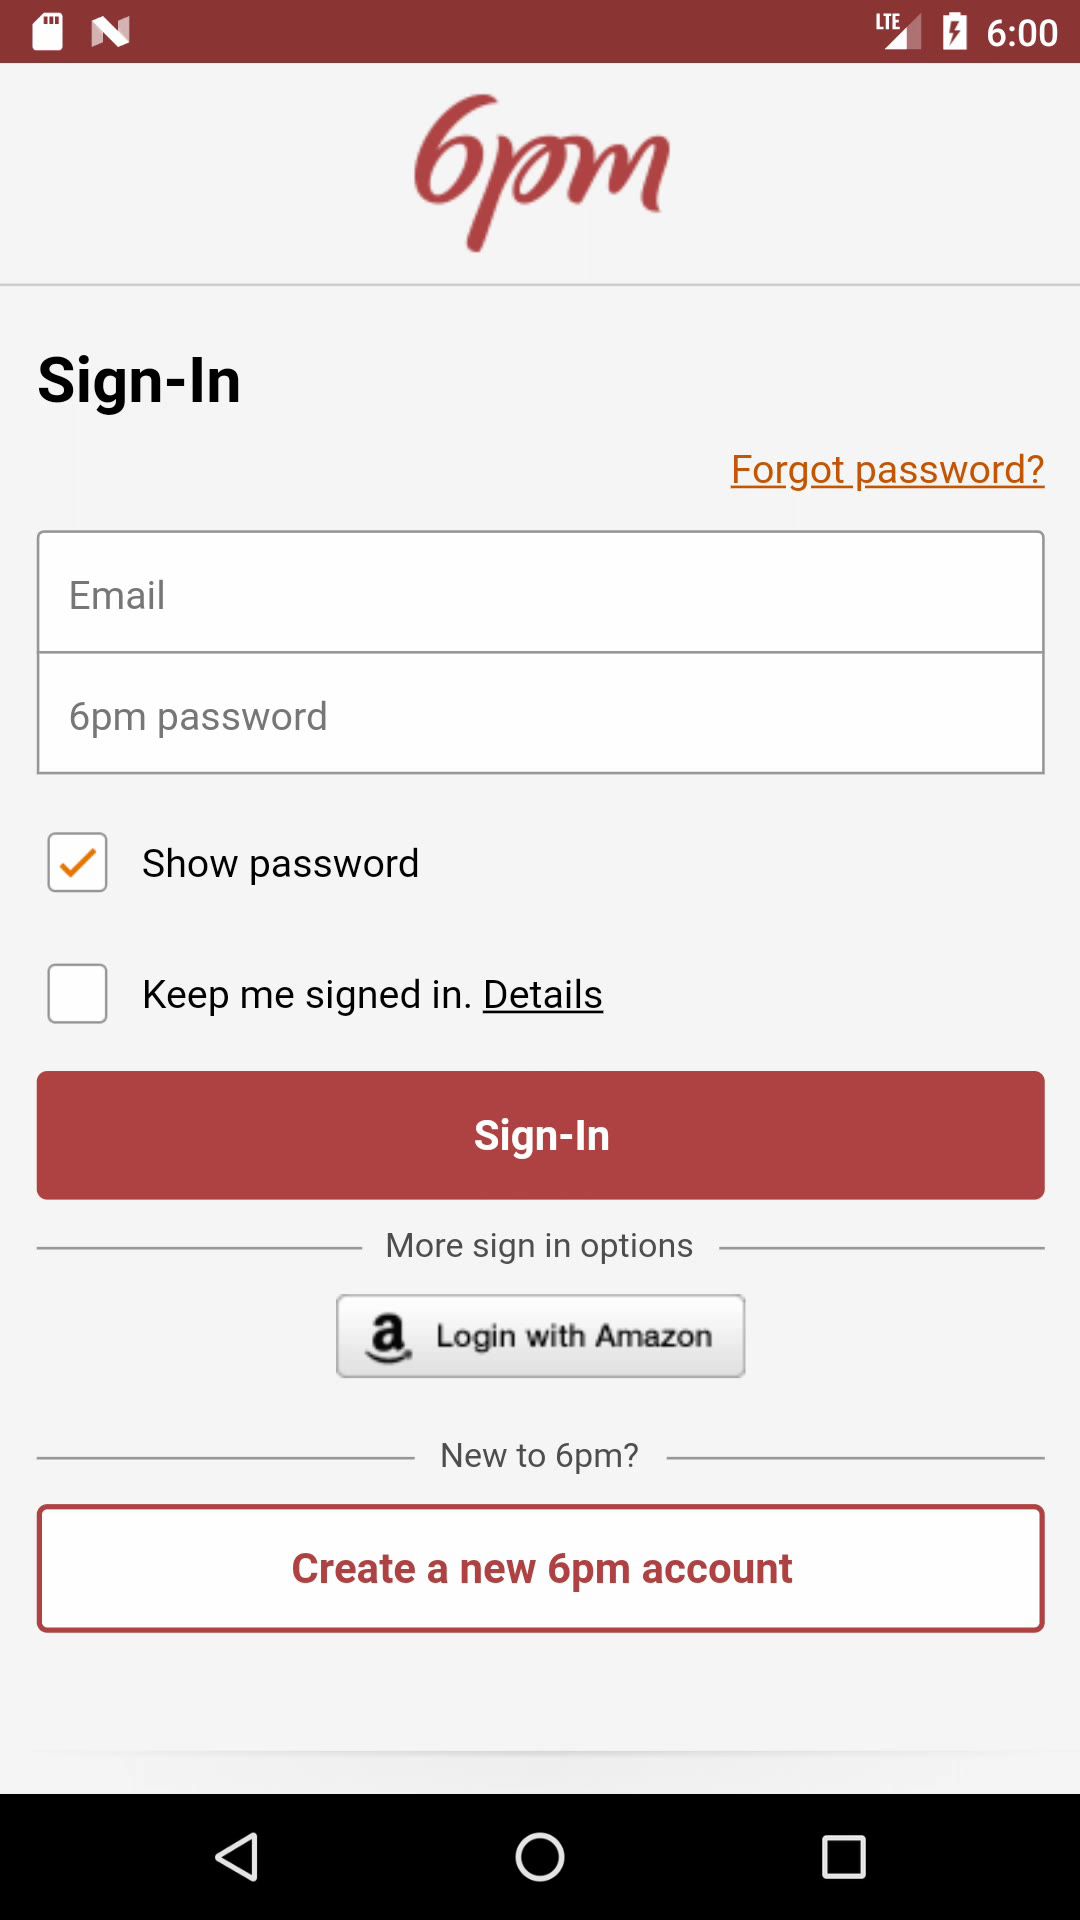 LTE 6:00
6pm
Sign-In
Forgot password?
Email
6pm password
Show password
Keep me signed in. Details
Sign-In
More sign in options
a Login with Amazon
New to 6pm?
Create a new 6pm account